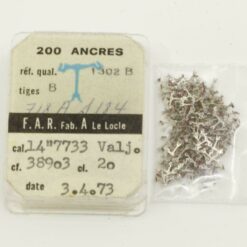 200 ANCRES
réf. qual. 1302 B
tiges B
718 A 1184
F.A.R. Fab. A Le Locle
cal. 14"7733 Valj.
cf. 38903 cl. 20
date 3.4.73